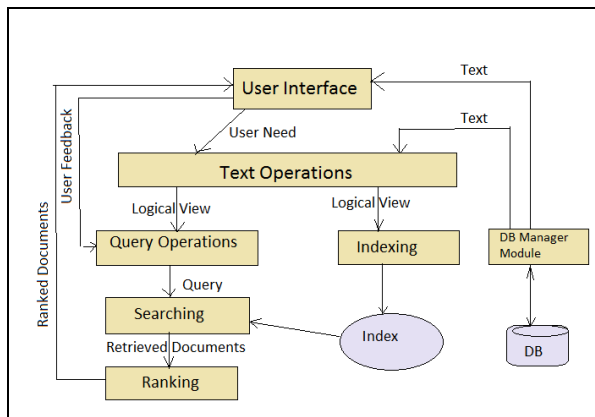 Text
User Interface
Text
User Need
User Feedback
Text Operations
Logical View
Logical View
Query Operations
Indexing
DB Manager
Module
Ranked Documents
Query
Searching
Index
Retrieved Documents
DB
Ranking